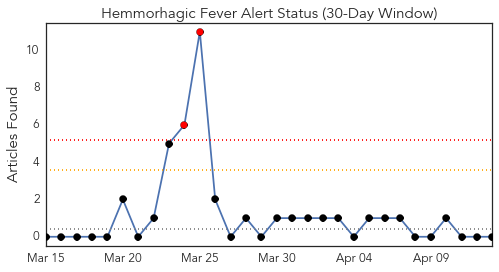 Hemmorhagic Fever Alert Status (30-Day Window)
Articles Found
10
8
6
4
2
0
Mar 15 Mar 20 Mar 25 Mar 30 Apr 04 Apr 09